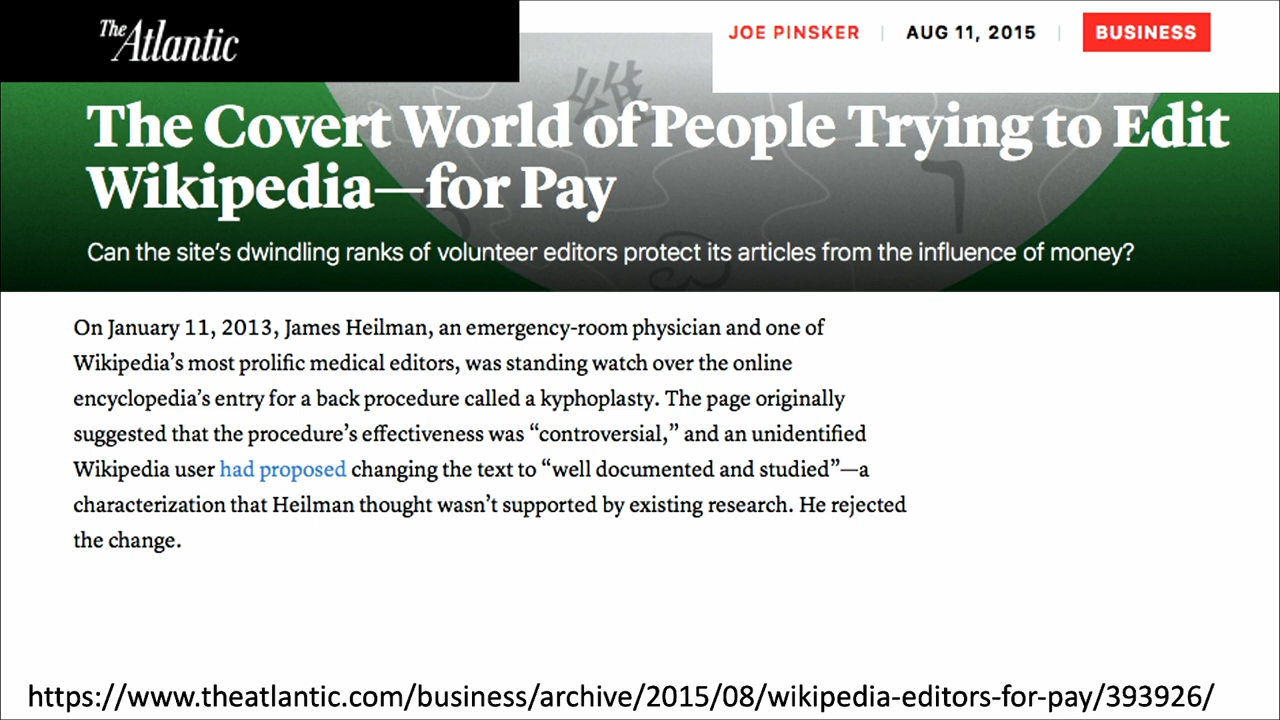 The Atlantic
JOE PINSKER | AUG 11, 2015 | BUSINESS
維
The Covert World of People Trying to Edit
Wikipedia—for Pay
ו
Can the site's dwindling ranks of volunteer editors protect its articles from the influence of money?
On January 11, 2013, James Heilman, an emergency-room physician and one of
Wikipedia's most prolific medical editors, was standing watch over the online
encyclopedia's entry for a back procedure called a kyphoplasty. The page originally
suggested that the procedure's effectiveness was “controversial,” and an unidentified
Wikipedia user had proposed changing the text to “well documented and studied”—a
characterization that Heilman thought wasn't supported by existing research. He rejected
the change.
https://www.theatlantic.com/business/archive/2015/08/wikipedia-editors-for-pay/393926/